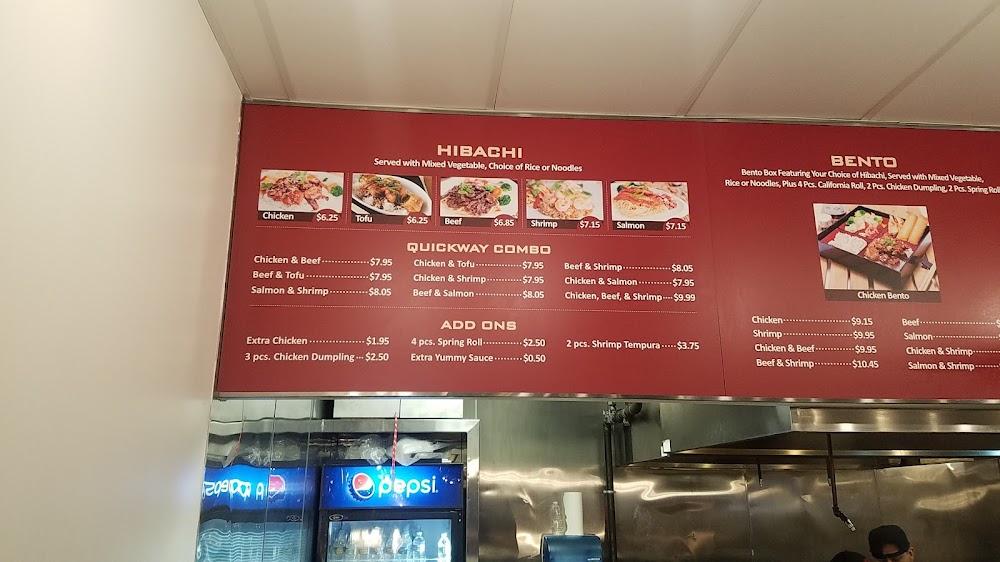 HIBACHI
Served with Mixed Vegetable, Choice of Rice or Noodles
Chicken $6.25
Tofu $6.25
Beef $6.85
Shrimp $7.15
Salmon $7.15
QUICKWAY COMBO
Chicken & Beef $7.95
Beef & Tofu $7.95
Salmon & Shrimp $8.05
Chicken & Tofu $7.95
Chicken & Shrimp $7.95
Beef & Salmon $8.05
Beef & Shrimp $8.05
Chicken & Salmon $7.95
Chicken, Beef, & Shrimp $9.99
ADD ONS
Extra Chicken $1.95
3 pcs. Chicken Dumpling $2.50
4 pc. Spring Roll $2.50
Extra Yummy Sauce $0.50
2 pcs. Shrimp Tempura $3.75
BENTO
Bento Box Featuring Your Choice of Hibachi, Served with Mixed Vegetable,
Rice or Noodles, Plus 4 Pcs. California Roll, 2 Pcs. Chicken Dumpling, 2 Pcs. Spring Roll
Chicken Bento
Chicken $9.15
Shrimp $9.95
Chicken & Beef $9.95
Beef & Shrimp $10.45
Beef
Salmon
Chicken & Shrimp
Salmon & Shrimp
pepsi